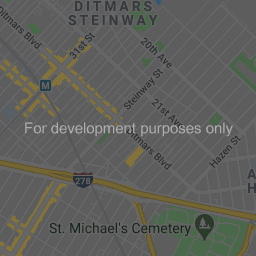 DITMARS
STEINWAY
Ditmars Blvd
31st St
20th Ave
M
Steinway St
21st Ave
For development purposes only
Ditmars Blvd
Hazen St
A
278
St. Michael's Cemetery